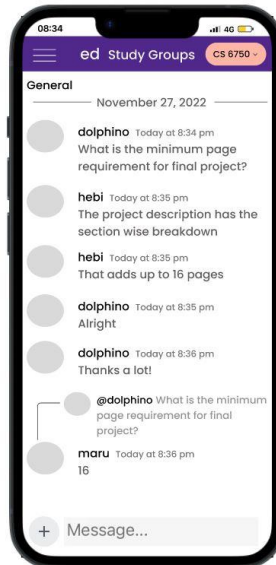 08:34
4G
ed Study Groups
CS 6750
General
November 27, 2022
dolphino Today at 8:34 pm
What is the minimum page
requirement for final project?
hebi Today at 8:35 pm
The project description has the
section wise breakdown
hebi Today at 8:35 pm
That adds up to 16 pages
dolphino Today at 8:35 pm
Alright
dolphino Today at 8:36 pm
Thanks a lot!
@dolphino What is the minimum
page requirement for final
project?
maru Today at 8:36 pm
16
+ Message...